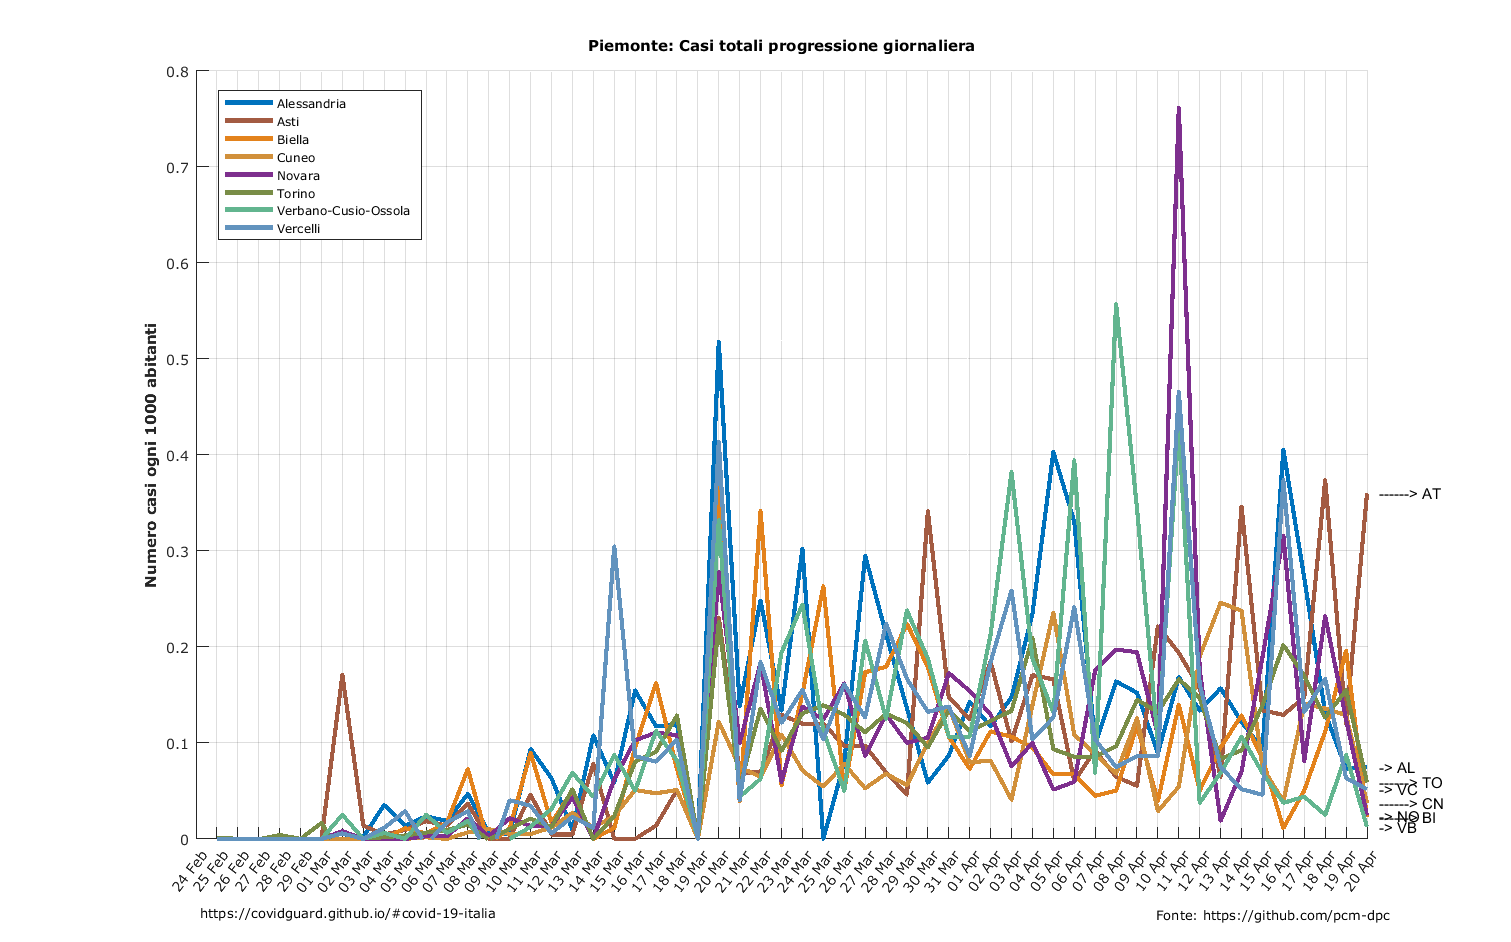 Piemonte: Casi totali progressione giornaliera
Numero casi ogni 1000 abitanti
0.8
0.7
0.6
0.5
0.4
0.3
0.2
0.1
0
Alessandria
Asti
Biella
Cuneo
Novara
Torino
Verbano-Cusio-Ossola
Vercelli
------> AT
-> AL
------> TO
-> VC
------> CN
-> NO
------> BI
-> VB
24 Feb
25 Feb
26 Feb
27 Feb
28 Feb
29 Feb
01 Mar
02 Mar
03 Mar
04 Mar
05 Mar
06 Mar
07 Mar
08 Mar
09 Mar
10 Mar
11 Mar
12 Mar
13 Mar
14 Mar
15 Mar
16 Mar
17 Mar
18 Mar
19 Mar
20 Mar
21 Mar
22 Mar
23 Mar
24 Mar
25 Mar
26 Mar
27 Mar
28 Mar
29 Mar
30 Mar
31 Mar
01 Apr
02 Apr
03 Apr
04 Apr
05 Apr
06 Apr
07 Apr
08 Apr
09 Apr
10 Apr
11 Apr
12 Apr
13 Apr
14 Apr
15 Apr
16 Apr
17 Apr
18 Apr
19 Apr
20 Apr
https://covidguard.github.io/#covid-19-italia
Fonte: https://github.com/pcm-dpc